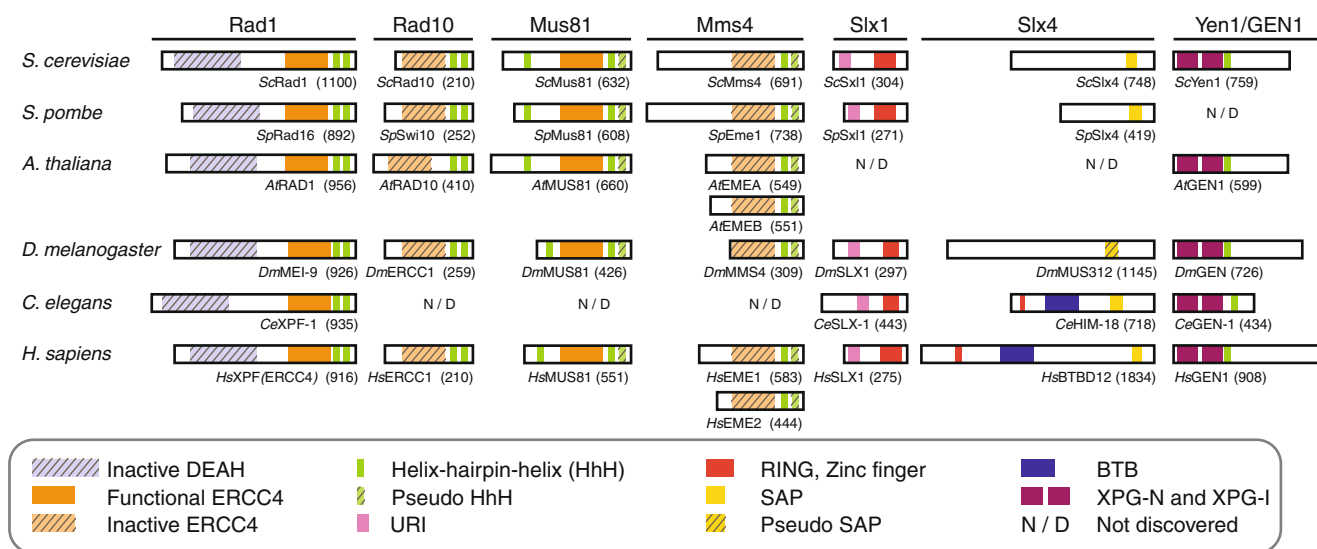 Rad1 Rad10 Mus81 Mms4 Slx1 Slx4 Yen1/GEN1
S. cerevisiae
ScRad1 (1100) ScRad10 (210) ScMus81 (632) ScMms4 (691) ScSxl1 (304) ScSlx4 (748) ScYen1 (759)
S. pombe N / D
SpRad16 (892) SpSwi10 (252) SpMus81 (608) SpEme1 (738) SpSxl1 (271) SpSlx4 (419)
A. thaliana N / D N / D
AtRAD1 (956) AtRAD10 (410) AtMUS81 (660) AtEMEA (549) AtGEN1 (599)
AtEMEB (551)
D. melanogaster
DmMEI-9 (926) DmERCC1 (259) DmMUS81 (426) DmMMS4 (309) DmSLX1 (297) DmMUS312 (1145) DmGEN (726)
C. elegans N / D N / D N / D
CeXPF-1 (935) CeSLX-1 (443) CeHIM-18 (718) CeGEN-1 (434)
H. sapiens
HsXPF(ERCC4) (916) HsERCC1 (210) HsMUS81 (551) HsEME1 (583) HsSLX1 (275) HsBTBD12 (1834) HsGEN1 (908)
HsEME2 (444)
Inactive DEAH Helix-hairpin-helix (HhH) RING, Zinc finger BTB
Functional ERCC4 Pseudo HhH SAP XPG-N and XPG-I
Inactive ERCC4 URI Pseudo SAP N / D Not discovered